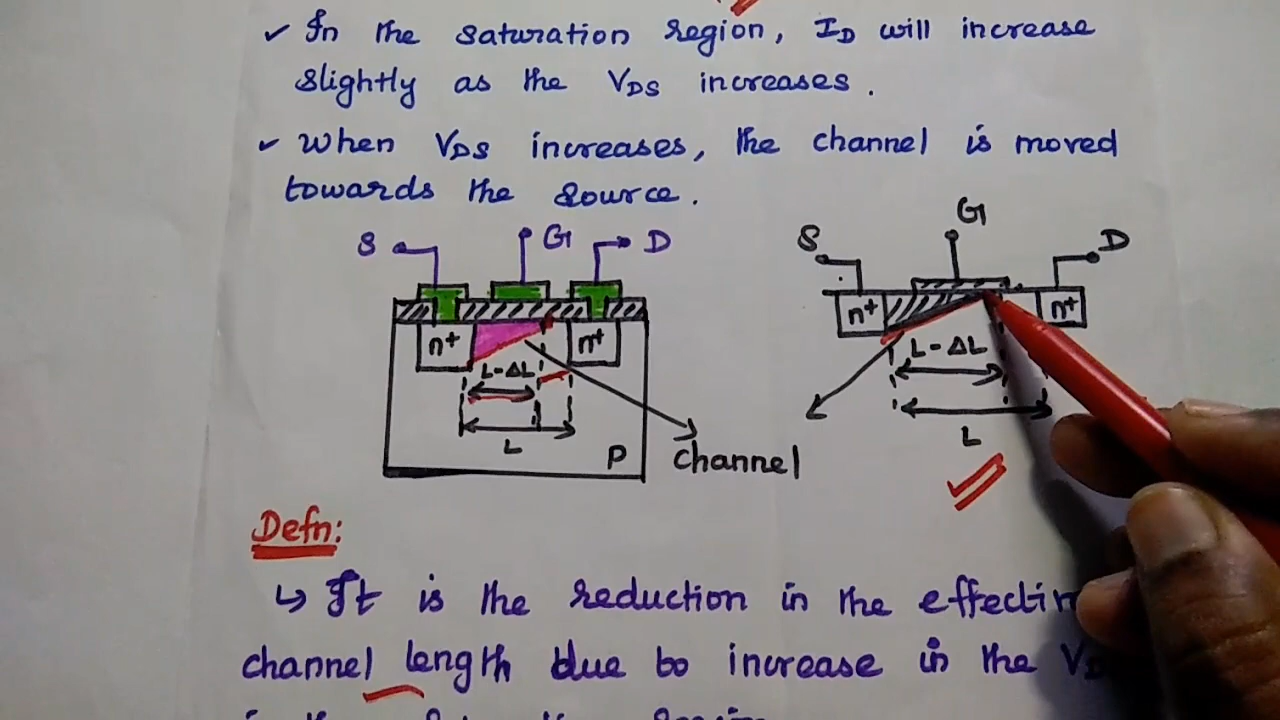 ✓ In the saturation region, ID will increase
slightly as the VDS increases.
✓ When VDS increases, the channel is moved
towards the source.
S G D
n+ n+
L-ΔL
L
P
channel
S G D
n+ n+
L-ΔL
L
Defn:
↳ It is the reduction in the
channel length due to increase in the